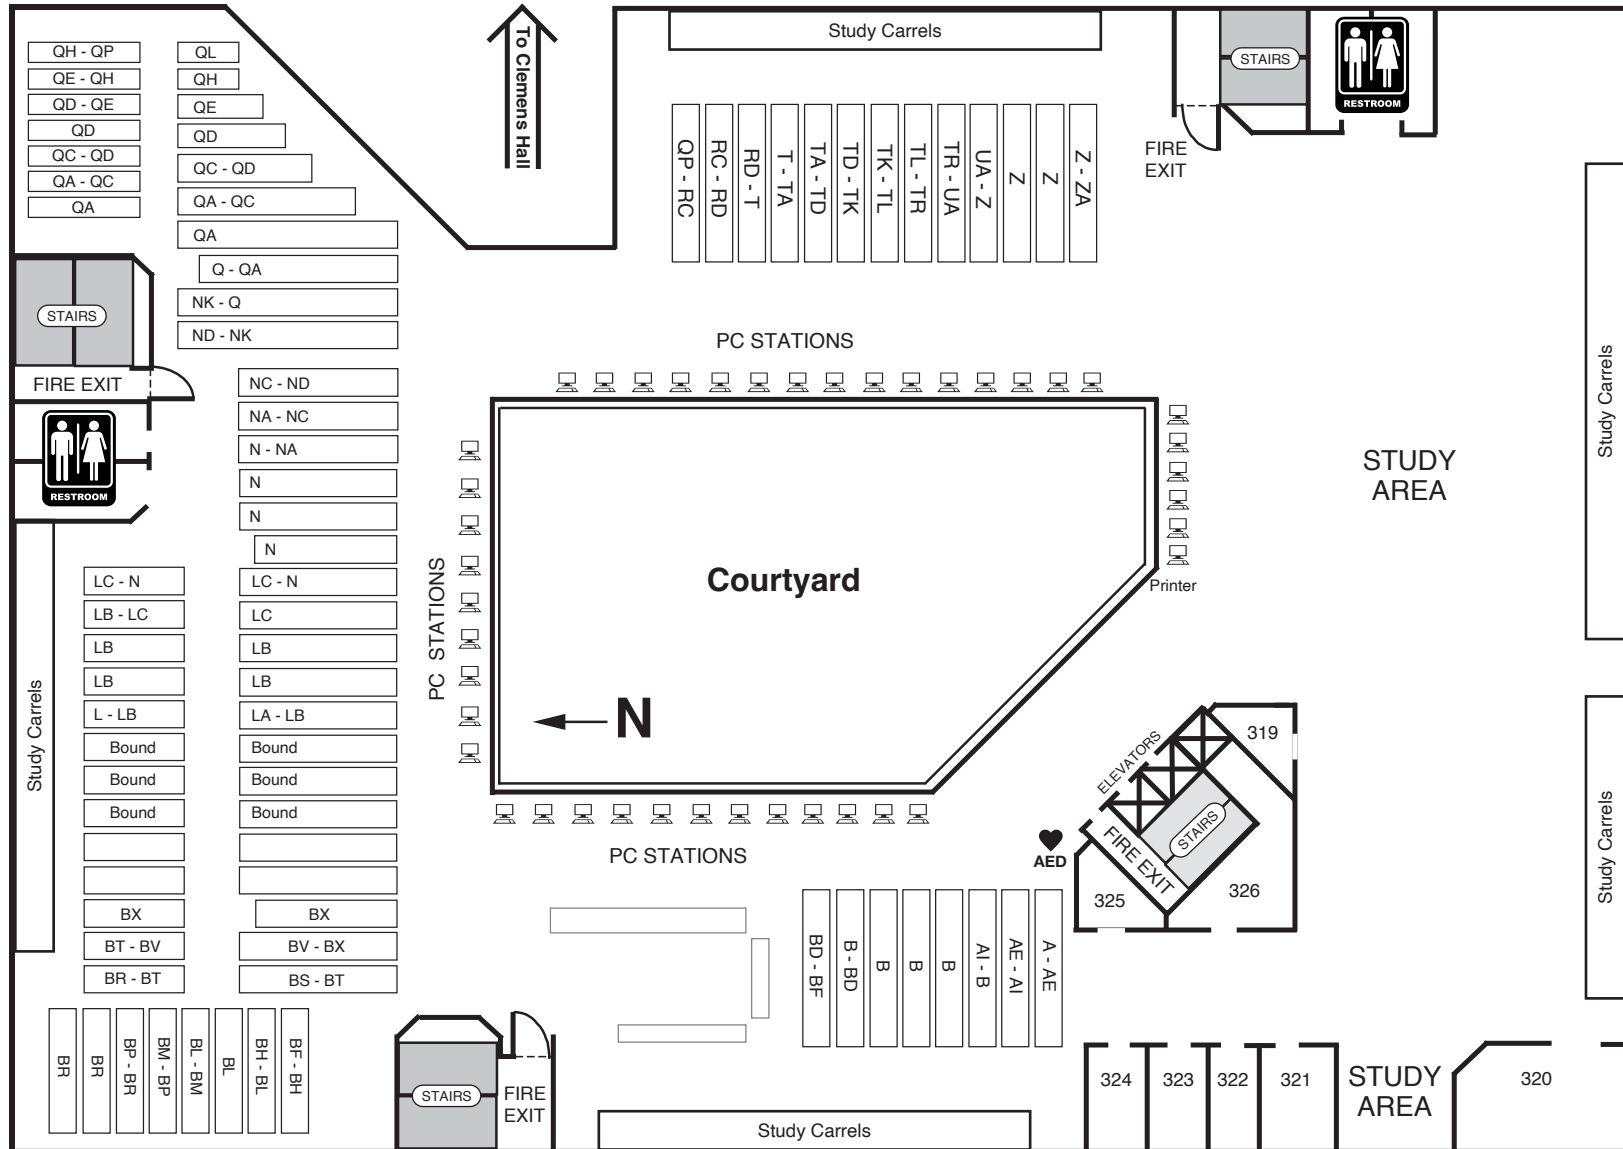 Study Carrels
To Clemens Hall
STAIRS
RESTROOM
FIRE
EXIT
QH - QP
QE - QH
QD - QE
QD
QC - QD
QA - QC
QA
QL
QH
QE
QD
QC - QD
QA - QC
QA
Q - QA
NK - Q
ND - NK
QP - RC
RC - RD
RD - T
T - TA
TA - TD
TD - TK
TK - TL
TL - TR
TR - UA
UA - Z
Z
Z
Z - ZA
STAIRS
FIRE EXIT
RESTROOM
NC - ND
NA - NC
N - NA
N
N
N
LC - N
LC
LB
LB
LA - LB
Bound
Bound
Bound
BX
BV - BX
BS - BT
LC - N
LB - LC
LB
LB
L - LB
Bound
Bound
Bound
BX
BT - BV
BR - BT
Study Carrels
PC STATIONS
PC STATIONS
Courtyard
N
Printer
STUDY
AREA
Study Carrels
Study Carrels
PC STATIONS
ELEVATORS
319
STAIRS
FIRE EXIT
AED
325
326
BD - BF
B - BD
B
B
B
AI - B
AE - AI
A - AE
BR
BR
BP - BR
BM - BP
BL - BM
BL
BH - BL
BF - BH
STAIRS
FIRE
EXIT
Study Carrels
324
323
322
321
STUDY
AREA
320